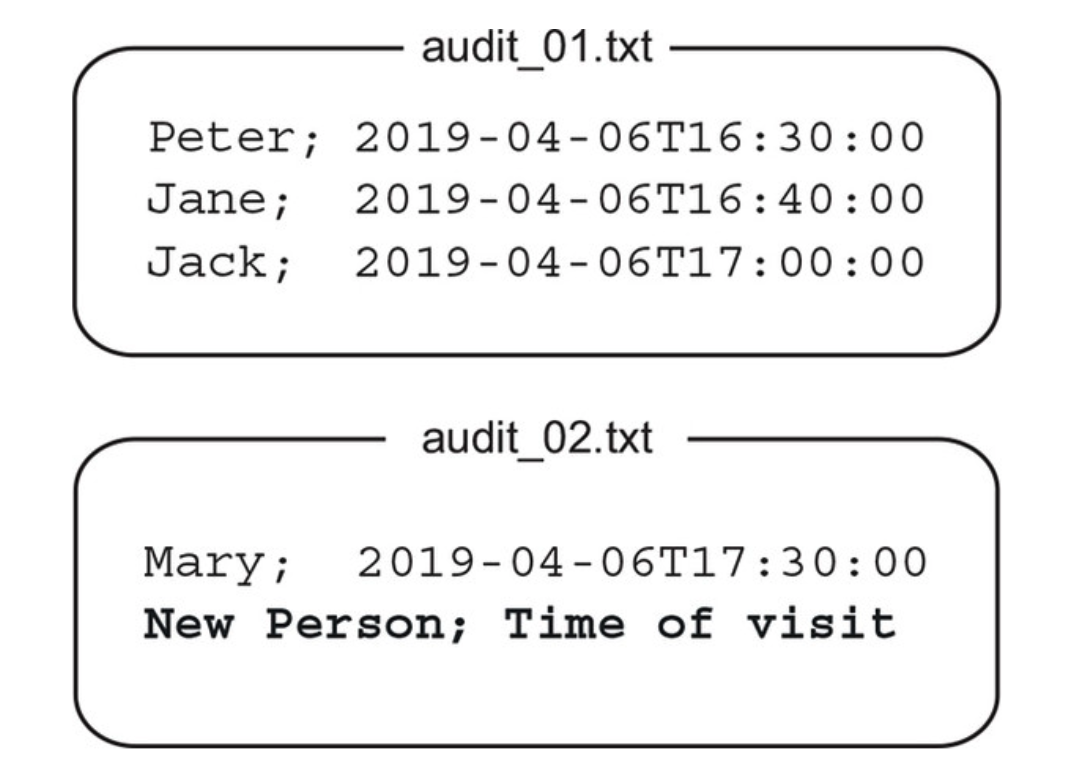 audit_01.txt
Peter; 2019-04-06T16:30:00
Jane;  2019-04-06T16:40:00
Jack;  2019-04-06T17:00:00
audit_02.txt
Mary;  2019-04-06T17:30:00
New Person; Time of visit